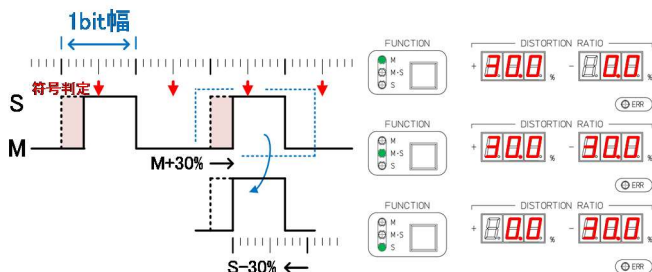 1bit幅
符号判定
S
M
M+30% →
S-30% ←
FUNCTION
M
M-S
S
DISTORTION RATIO
+ 30.0 % - 0.0 %
ERR
FUNCTION
M
M-S
S
DISTORTION RATIO
+ 30.0 % - 30.0 %
ERR
FUNCTION
M
M-S
S
DISTORTION RATIO
+ 0.0 % - 30.0 %
ERR